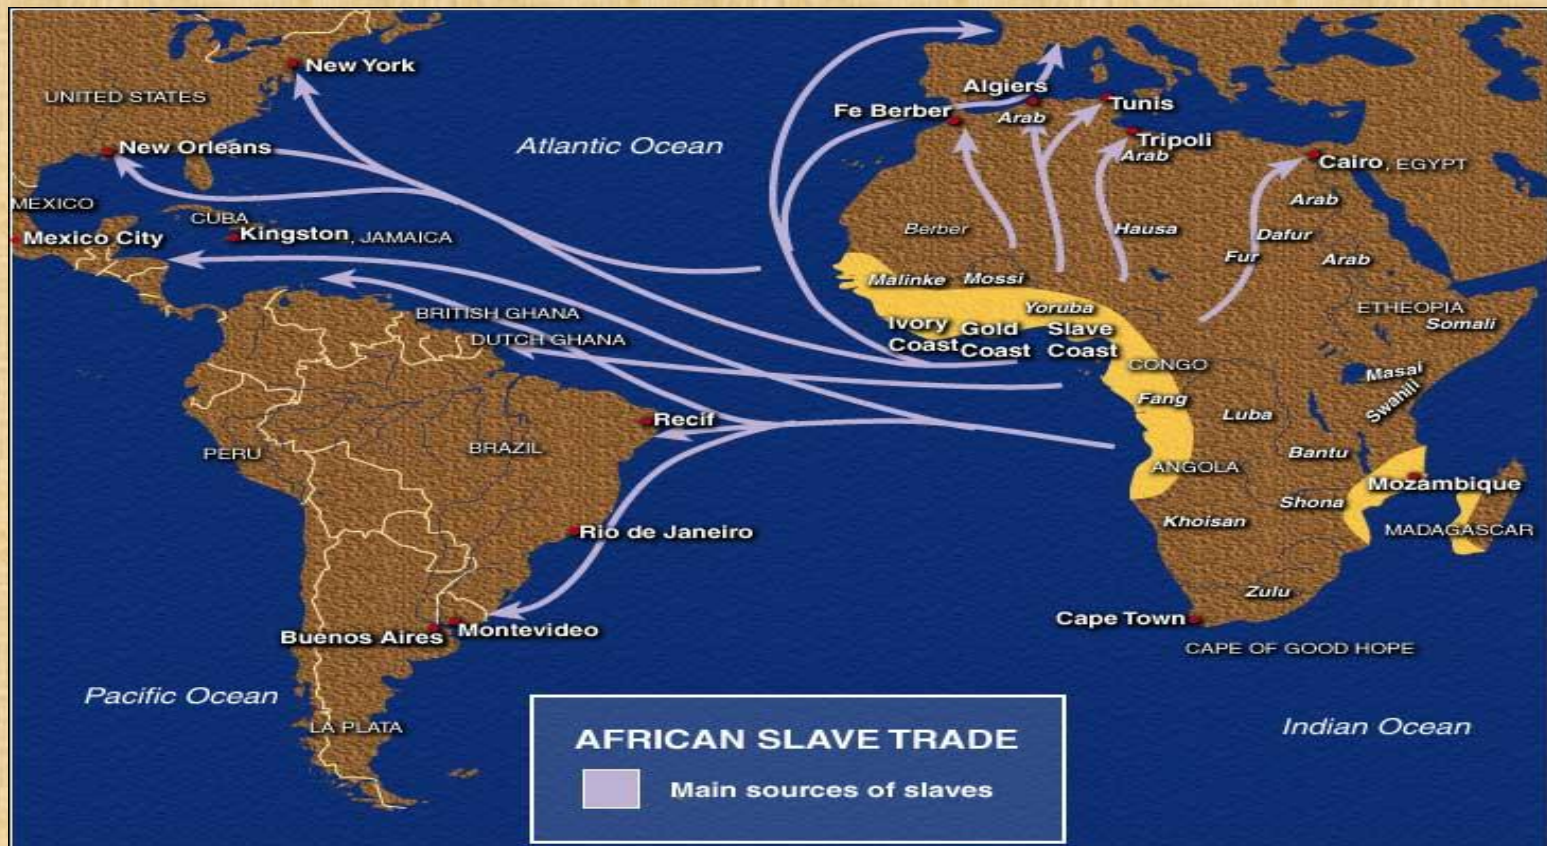 New York
UNITED STATES
New Orleans
Atlantic Ocean
MEXICO
Mexico City
CUBA
Kingston, JAMAICA
BRITISH GHANA
DUTCH GHANA
Recif
PERU
BRAZIL
Rio de Janeiro
Buenos Aires
Montevideo
Pacific Ocean
LA PLATA
Algiers
Fe Berber
Arab
Tunis
Tripoli
Arab
Cairo, EGYPT
Arab
Berber
Hausa
Dafur
Fur
Arab
Malinke
Mossi
Yoruba
ETHEOPIA
Somali
Ivory
Coast
Gold
Coast
Slave
Coast
CONGO
Masai
Swahili
Fang
Luba
Bantu
ANGOLA
Mozambique
Shona
Khoisan
MADAGASCAR
Zulu
Cape Town
CAPE OF GOOD HOPE
Indian Ocean
AFRICAN SLAVE TRADE
Main sources of slaves